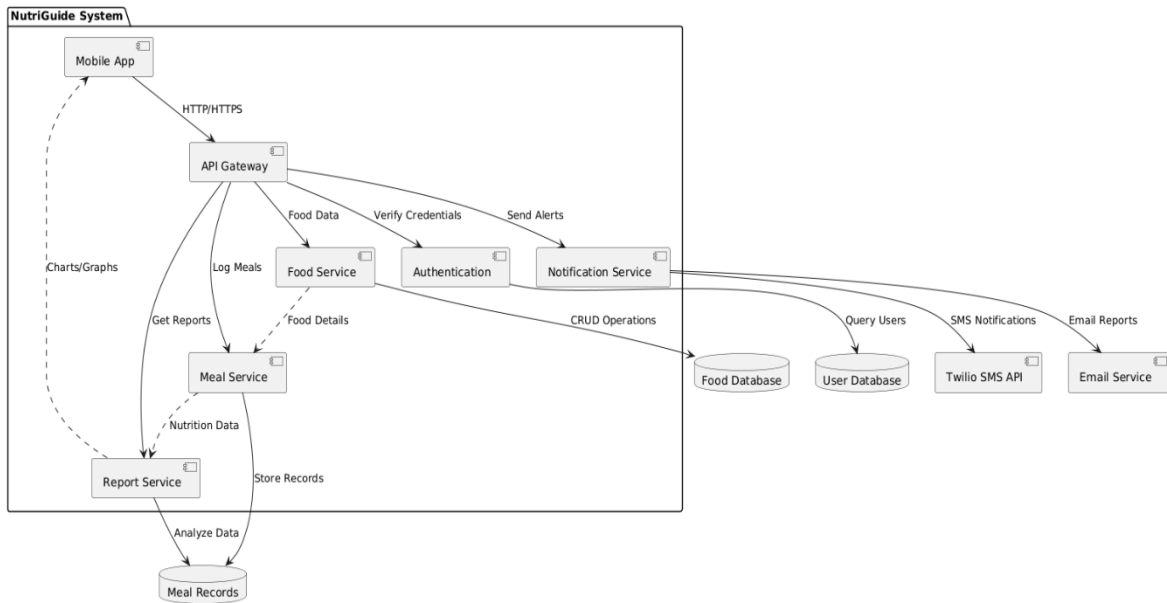 NutriGuide System
Mobile App
HTTP/HTTPS
API Gateway
Food Data
Verify Credentials
Send Alerts
Charts/Graphs
Log Meals
Food Service
Authentication
Notification Service
Get Reports
Food Details
CRUD Operations
Query Users
SMS Notifications
Email Reports
Meal Service
Food Database
User Database
Twilio SMS API
Email Service
Nutrition Data
Report Service
Store Records
Analyze Data
Meal Records